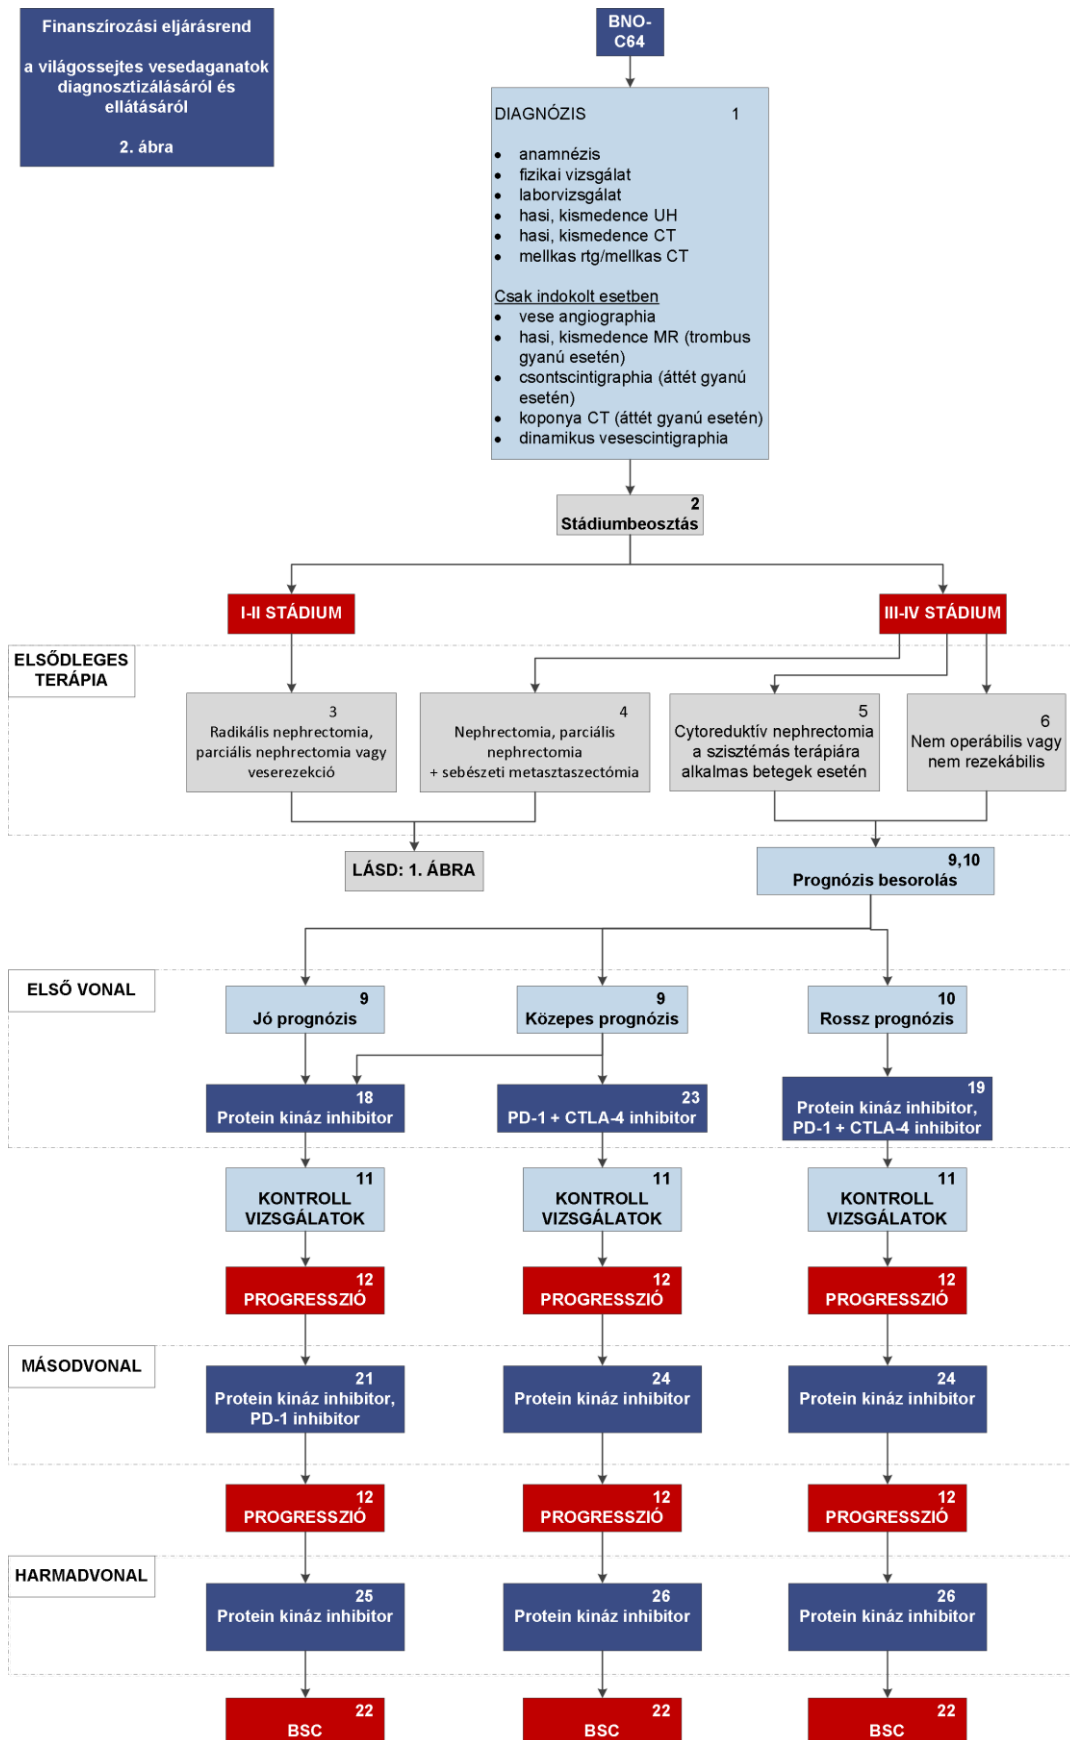 Finanszírozási eljárásrend
a világossejtes vesedaganatok
diagnosztizálásáról és
ellátásáról
2. ábra
BNO-
C64
DIAGNÓZIS 1
• anamnézis
• fizikai vizsgálat
• laborvizsgálat
• hasi, kismedence UH
• hasi, kismedence CT
• mellkas rtg/mellkas CT
Csak indokolt esetben
• vese angiographia
• hasi, kismedence MR (trombus
gyanú esetén)
• csontscintigraphia (áttét gyanú
esetén)
• koponya CT (áttét gyanú esetén)
• dinamikus vesescintigraphia
2
Stádiumbeosztás
I-II STÁDIUM
III-IV STÁDIUM
ELSŐDLEGES
TERÁPIA
3
Radikális nephrectomia,
parciális nephrectomia vagy
veserezekció
4
Nephrectomia, parciális
nephrectomia
+ sebészeti metasztaszectómia
5
Cytoreduktív nephrectomia
a szisztémás terápiára
alkalmas betegek esetén
6
Nem operábilis vagy
nem rezekábilis
LÁSD: 1. ÁBRA
9,10
Prognózis besorolás
ELSŐ VONAL
9
Jó prognózis
9
Közepes prognózis
10
Rossz prognózis
18
Protein kináz inhibitor
23
PD-1 + CTLA-4 inhibitor
19
Protein kináz inhibitor,
PD-1 + CTLA-4 inhibitor
11
KONTROLL
VIZSGÁLATOK
11
KONTROLL
VIZSGÁLATOK
11
KONTROLL
VIZSGÁLATOK
12
PROGRESSZIÓ
12
PROGRESSZIÓ
12
PROGRESSZIÓ
MÁSODVONAL
21
Protein kináz inhibitor,
PD-1 inhibitor
24
Protein kináz inhibitor
24
Protein kináz inhibitor
12
PROGRESSZIÓ
12
PROGRESSZIÓ
12
PROGRESSZIÓ
HARMADVONAL
25
Protein kináz inhibitor
26
Protein kináz inhibitor
26
Protein kináz inhibitor
22
BSC
22
BSC
22
BSC